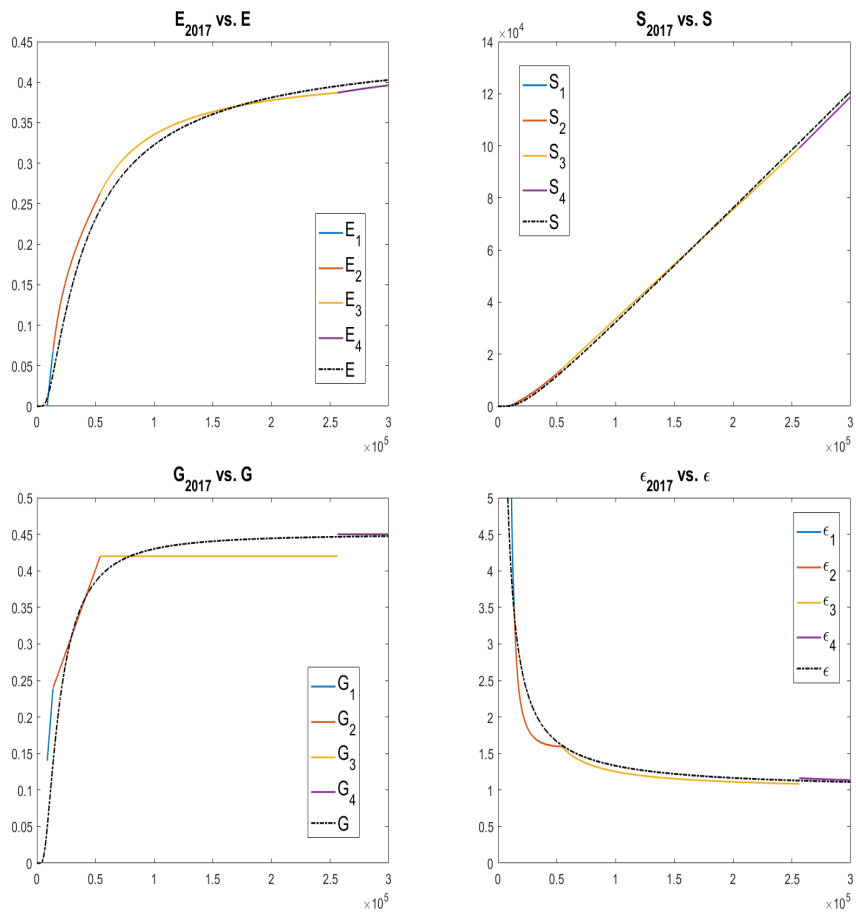 E2017 vs. E
0.45
0.4
0.35
0.3
0.25
0.2
0.15
0.1
0.05
0
E1
E2
E3
E4
E
0 0.5 1 1.5 2 2.5 3
×10^5
S2017 vs. S
×10^4
14
12
10
8
6
4
2
0
S1
S2
S3
S4
S
0 0.5 1 1.5 2 2.5 3
×10^5
G2017 vs. G
0.5
0.45
0.4
0.35
0.3
0.25
0.2
0.15
0.1
0.05
0
G1
G2
G3
G4
G
0 0.5 1 1.5 2 2.5 3
×10^5
ϵ2017 vs. ϵ
5
4.5
4
3.5
3
2.5
2
1.5
1
0.5
0
ϵ1
ϵ2
ϵ3
ϵ4
ϵ
0 0.5 1 1.5 2 2.5 3
×10^5